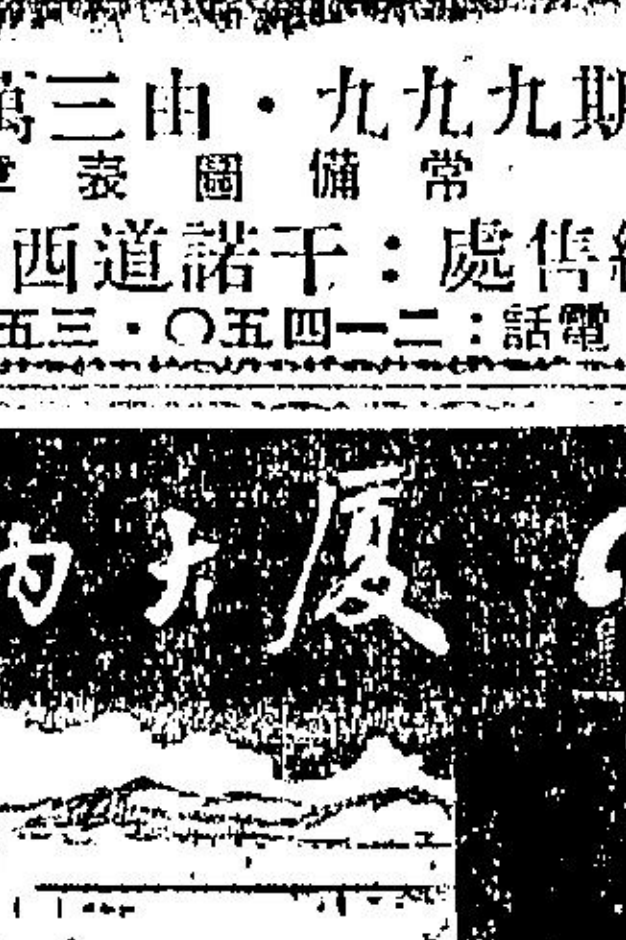 期九九九・由三萬
常備圖表
售處：干諾道西
電話：二一四五〇・三五
大厦